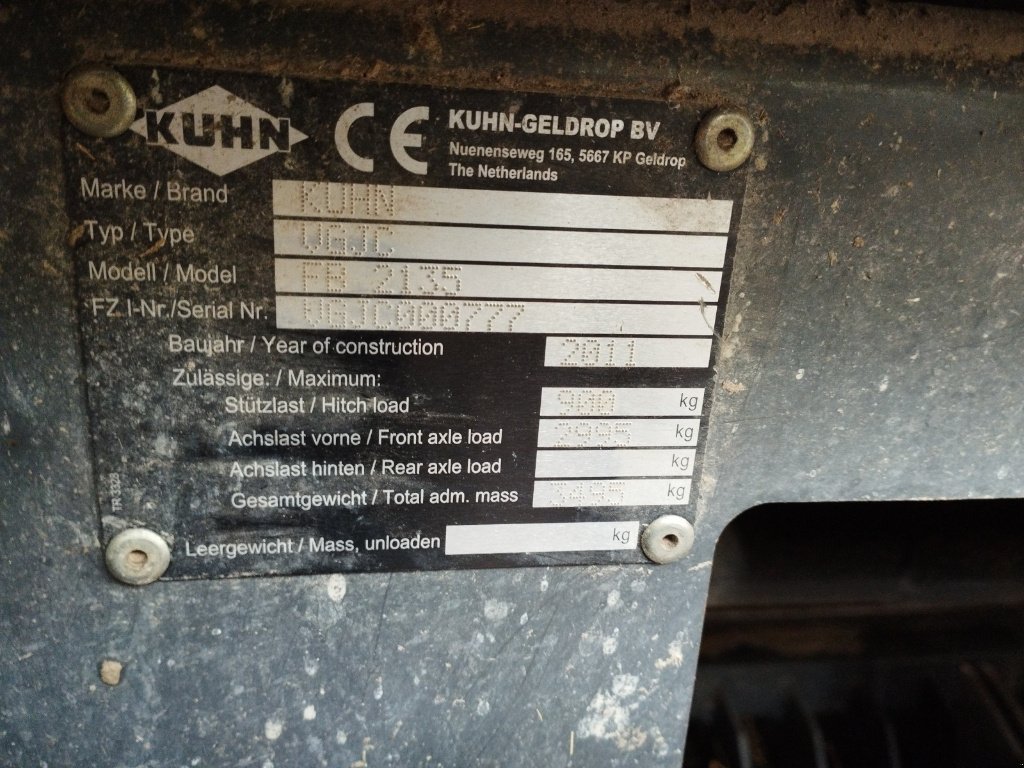 KUHN
CE
KUHN-GELDROP BV
Nuenenseweg 165, 5667 KP Geldrop
The Netherlands
Marke / Brand KUHN
Typ / Type VGJC
Modell / Model FB 2135
FZ I-Nr./Serial Nr. VGJC000777
Baujahr / Year of construction 2011
Zulässige: / Maximum:
Stützlast / Hitch load 900 kg
Achslast vorne / Front axle load 2995 kg
Achslast hinten / Rear axle load kg
Gesamtgewicht / Total adm. mass 3495 kg
Leergewicht / Mass, unloaden kg